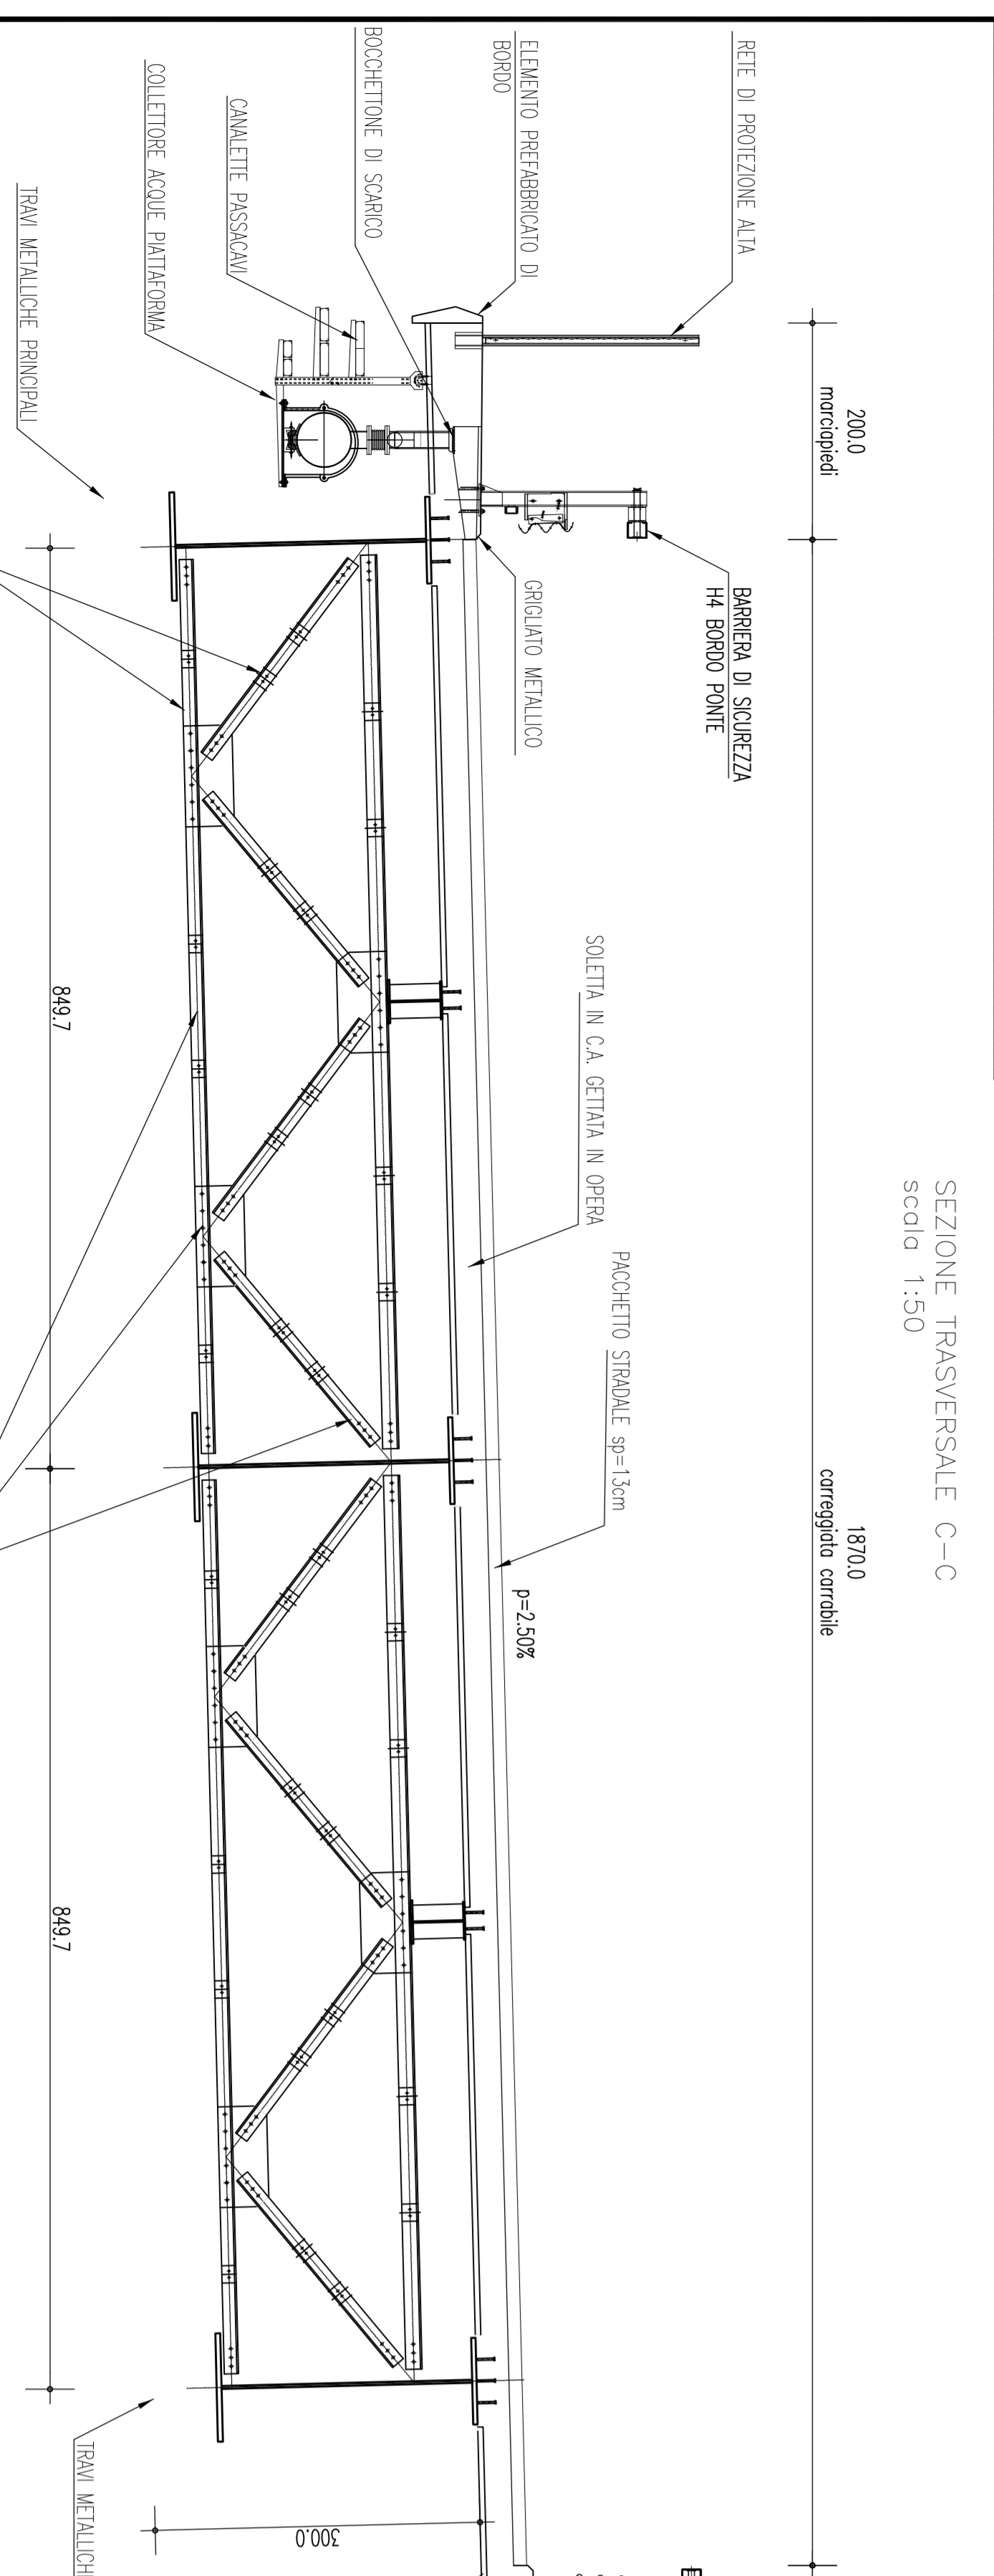 SEZIONE TRASVERSALE C-C
scala 1:50
200.0
marciapiedi
1870.0
carreggiata carrabile
RETE DI PROTEZIONE ALTA
BARRIERA DI SICUREZZA
H4 BORDO PONTE
ELEMENTO PREFABBRICATO DI
BORDO
GRIGLIATO METALLICO
SOLETTA IN C.A. GETTATA IN OPERA
PACCHETTO STRADALE sp=13cm
p=2.50%
BOCCHETTONE DI SCARICO
CANALETTE PASSACAVI
COLLETTORE ACQUE PIATTAFORMA
TRAVI METALLICHE PRINCIPALI
849.7
849.7
300.0
TRAVI METALLICHE